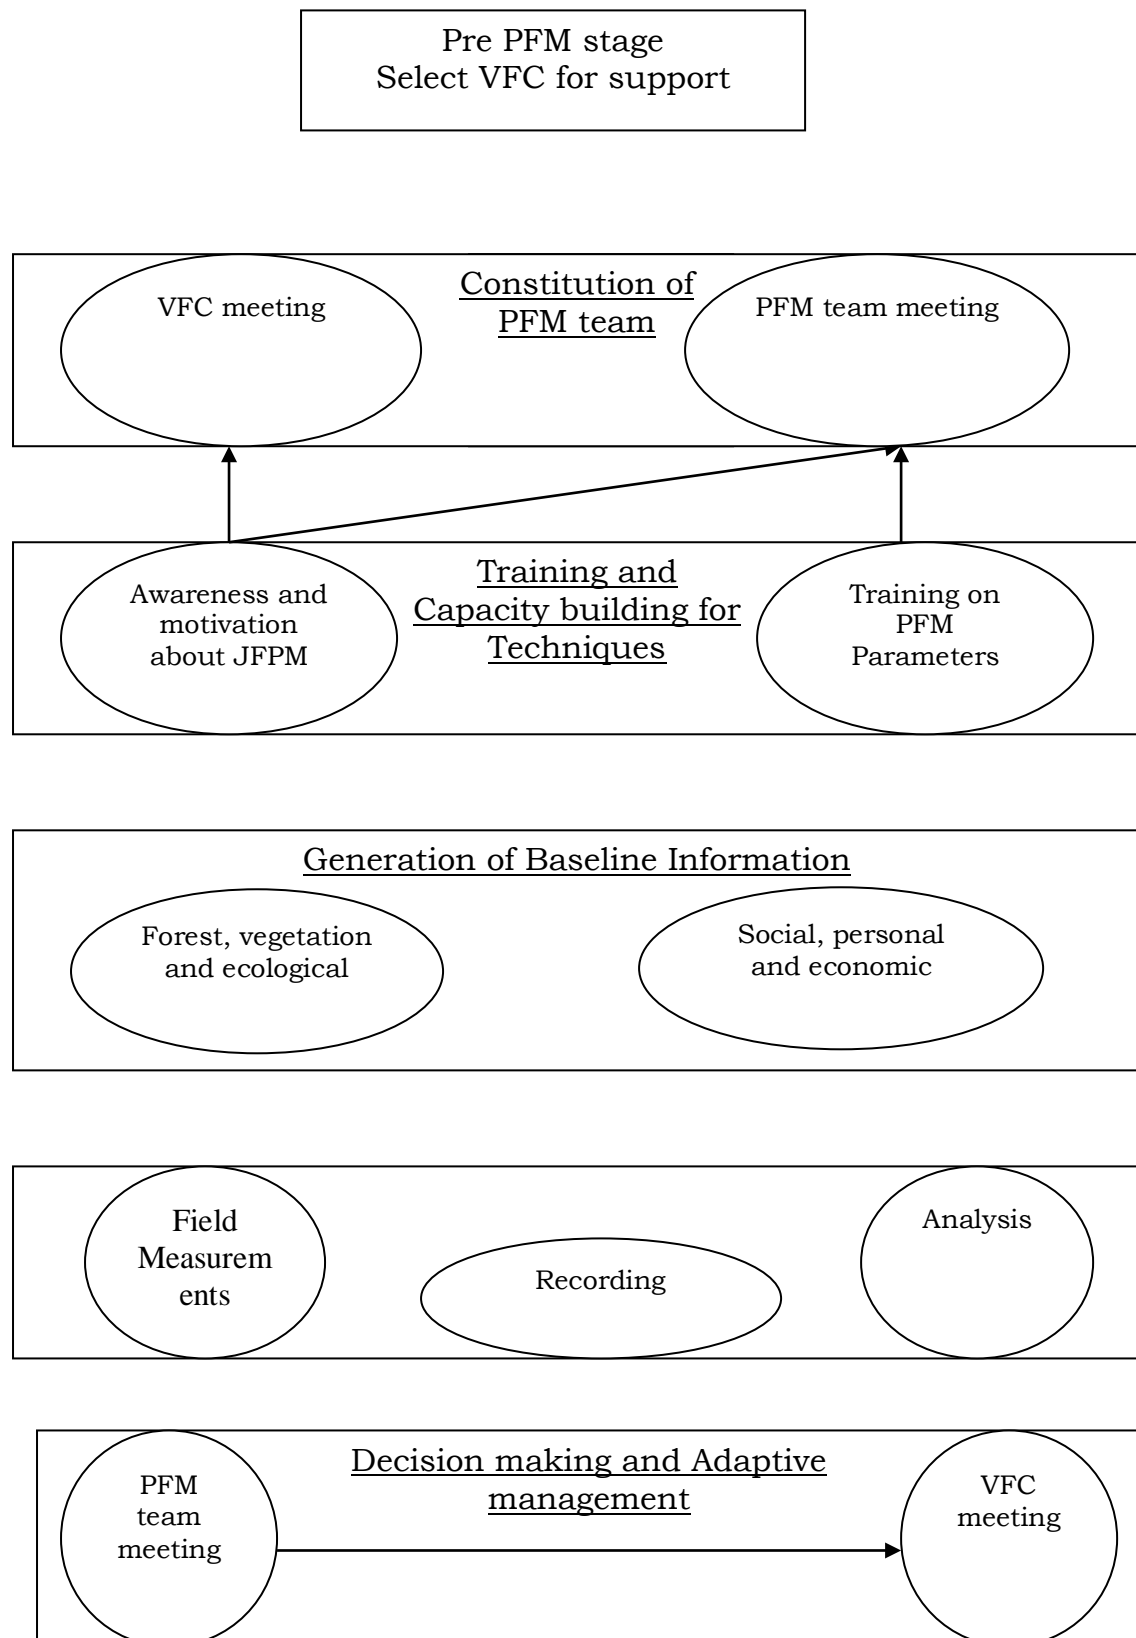 Pre PFM stage
Select VFC for support
VFC meeting
Constitution of
PFM team
PFM team meeting
Awareness and
motivation
about JFPM
Training and
Capacity building for
Techniques
Training on
PFM
Parameters
Generation of Baseline Information
Forest, vegetation
and ecological
Social, personal
and economic
Field
Measurem
ents
Recording
Analysis
PFM
team
meeting
Decision making and Adaptive
management
VFC
meeting